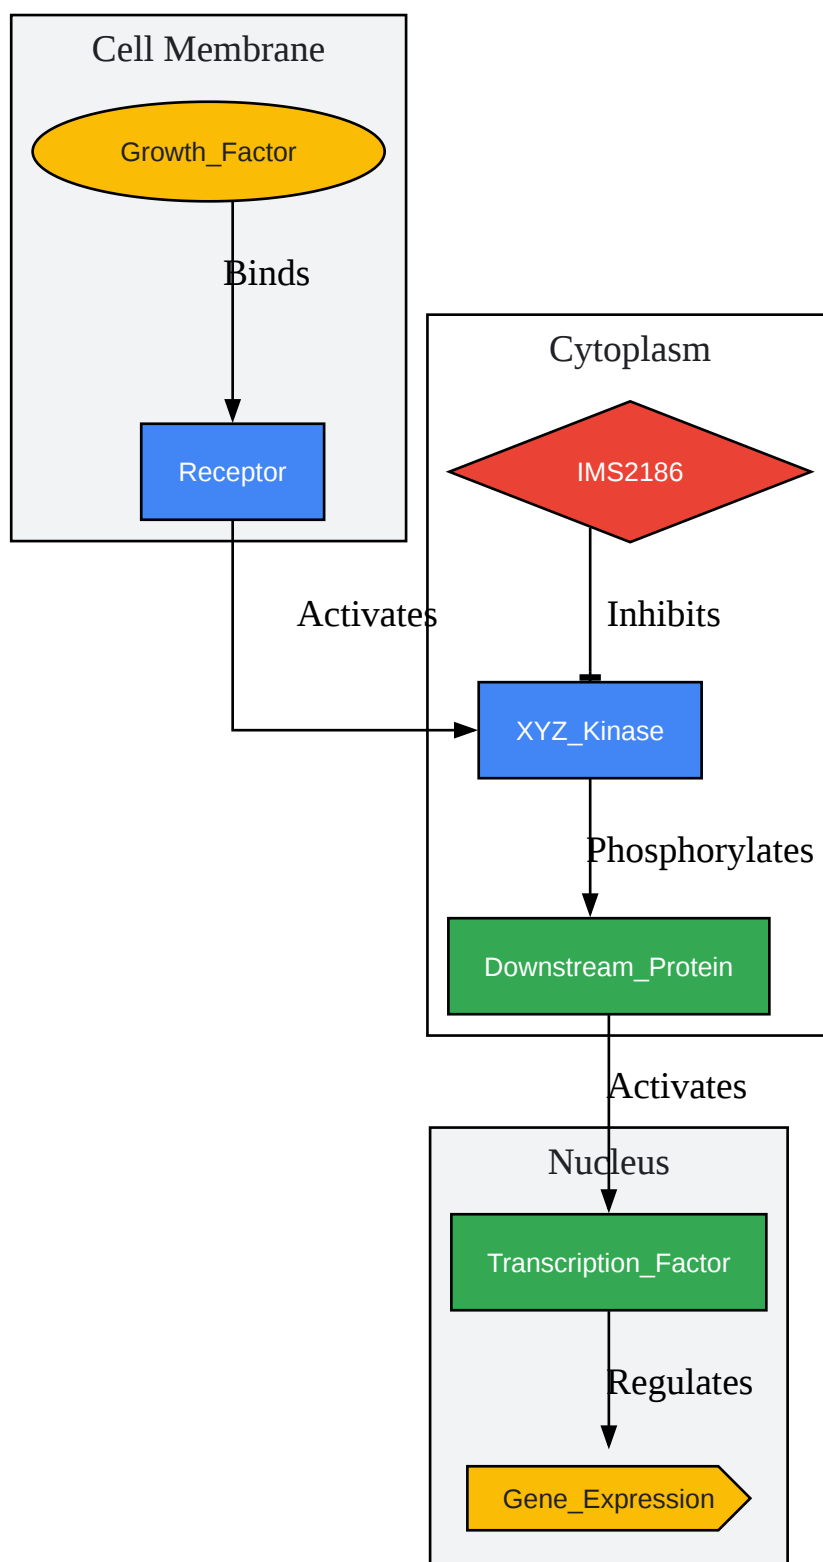 Cell Membrane
Growth_Factor
Binds
Receptor
Activates
Cytoplasm
IMS2186
Inhibits
XYZ_Kinase
Phosphorylates
Downstream_Protein
Activates
Nucleus
Transcription_Factor
Regulates
Gene_Expression